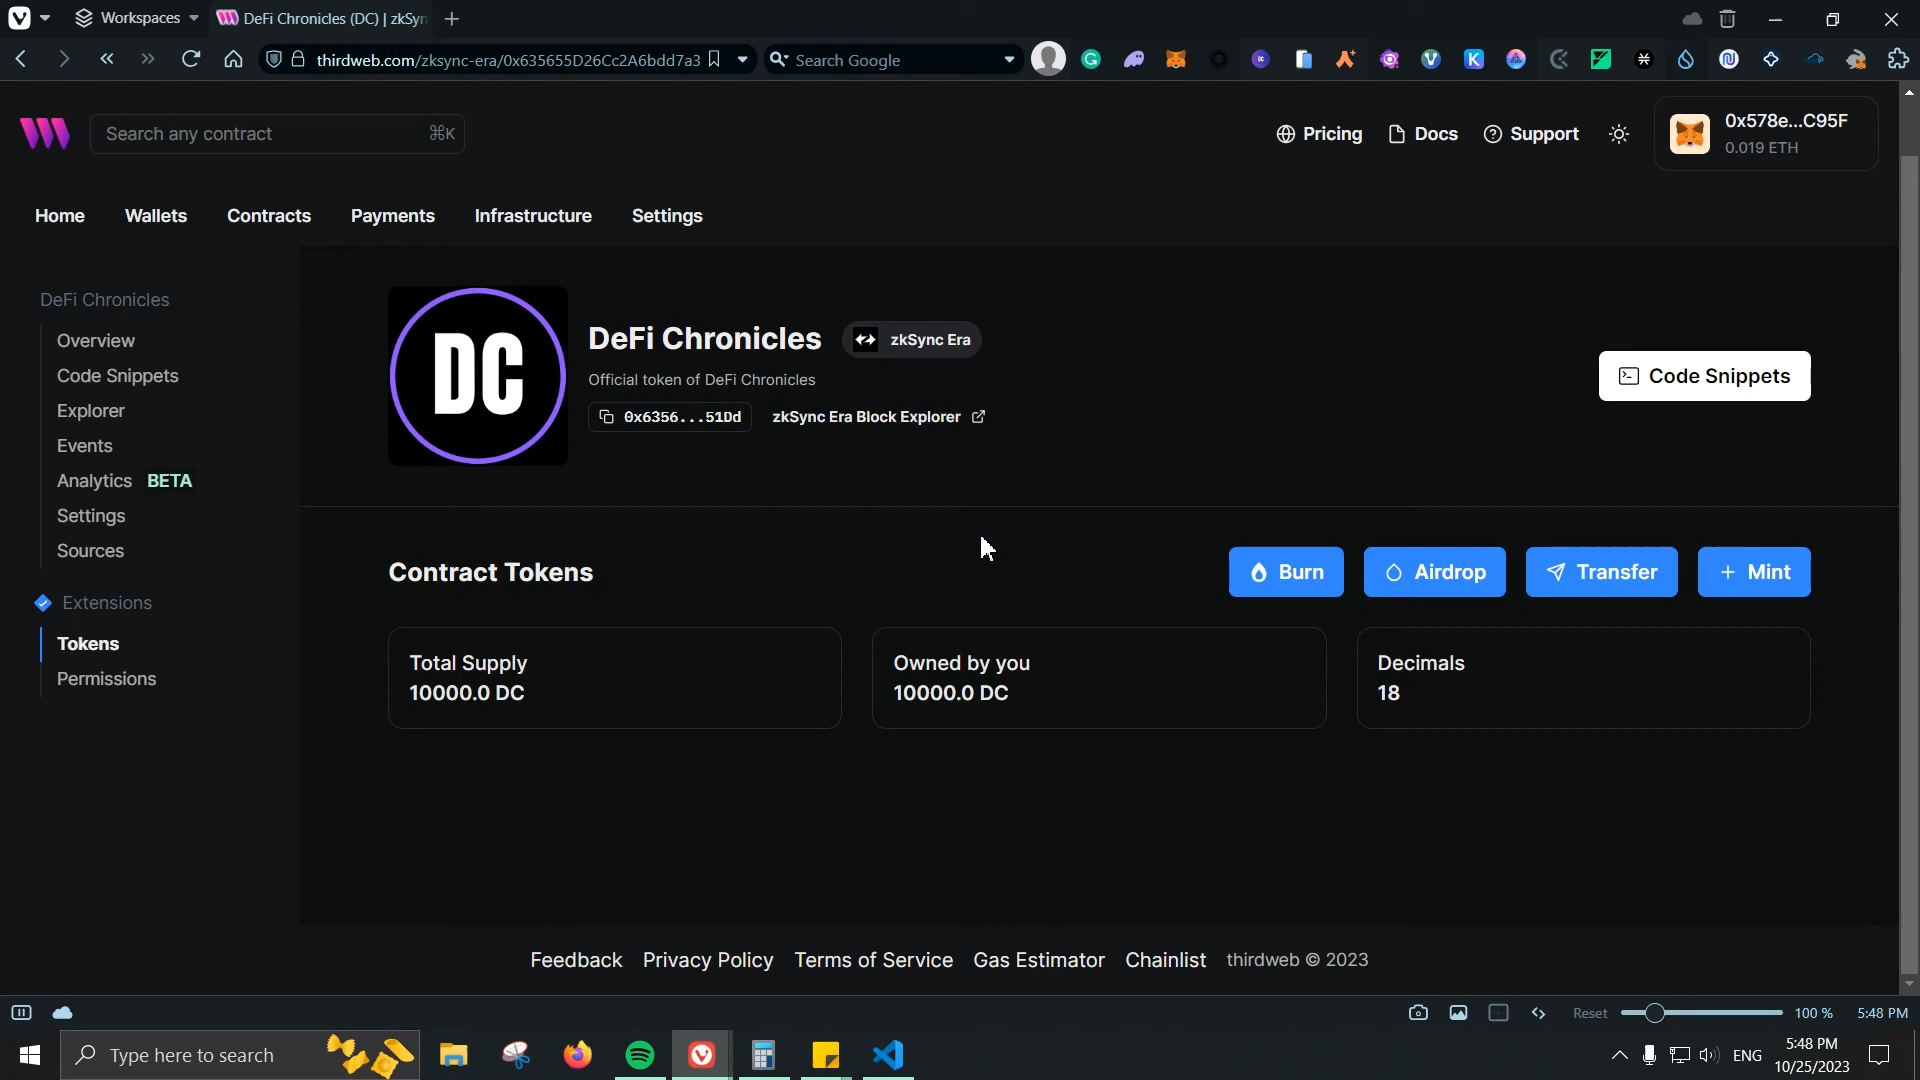 Workspaces
DeFi Chronicles (DC) | zkSyn
thirdweb.com/zksync-era/0x635655D26Cc2A6bdd7a3
Search Google
Search any contract
⌘K
Pricing
Docs
Support
0x578e...C95F
0.019 ETH
Home
Wallets
Contracts
Payments
Infrastructure
Settings
DeFi Chronicles
Overview
Code Snippets
Explorer
Events
Analytics BETA
Settings
Sources
Extensions
Tokens
Permissions
DC
DeFi Chronicles
zkSync Era
Official token of DeFi Chronicles
0x6356...51Dd
zkSync Era Block Explorer
Code Snippets
Contract Tokens
Burn
Airdrop
Transfer
+ Mint
Total Supply
10000.0 DC
Owned by you
10000.0 DC
Decimals
18
Feedback
Privacy Policy
Terms of Service
Gas Estimator
Chainlist
thirdweb © 2023
Reset
100 %
5:48 PM
Type here to search
ENG
5:48 PM
10/25/2023